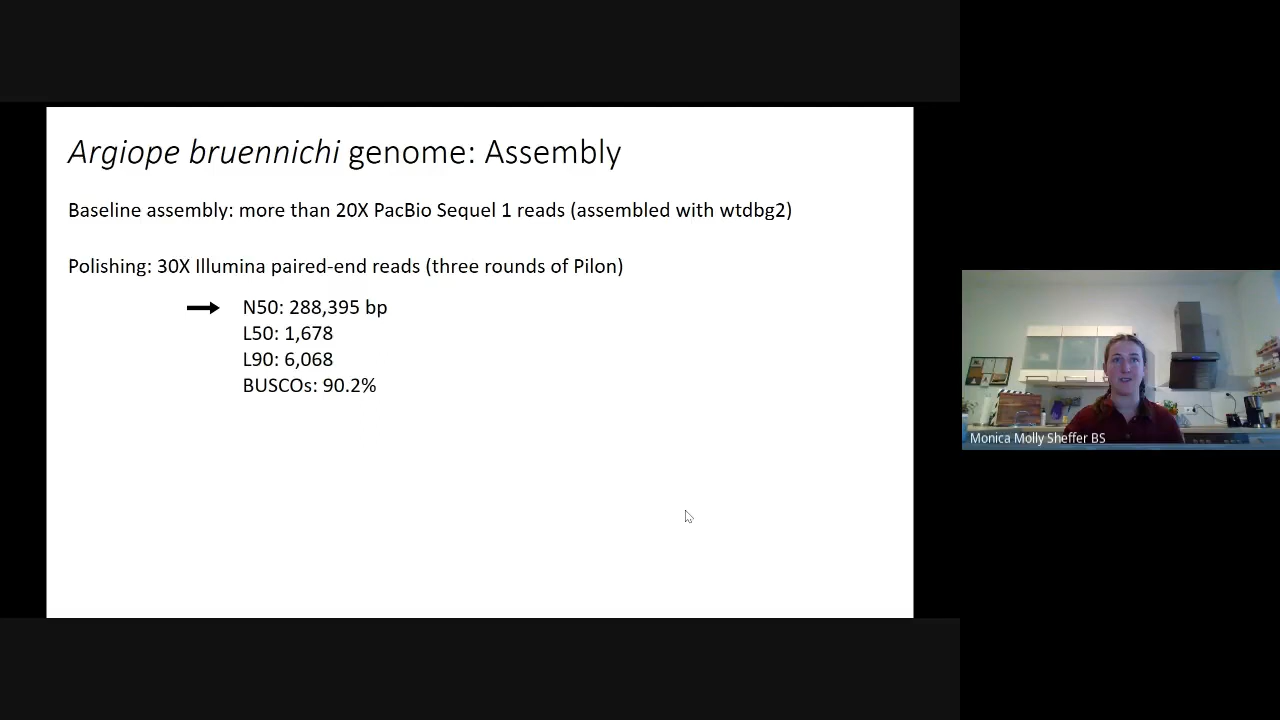 Argiope bruennichi genome: Assembly
Baseline assembly: more than 20X PacBio Sequel 1 reads (assembled with wtdbg2)
Polishing: 30X Illumina paired-end reads (three rounds of Pilon)
N50: 288,395 bp
L50: 1,678
L90: 6,068
BUSCOs: 90.2%
Monica Molly Sheffer BS